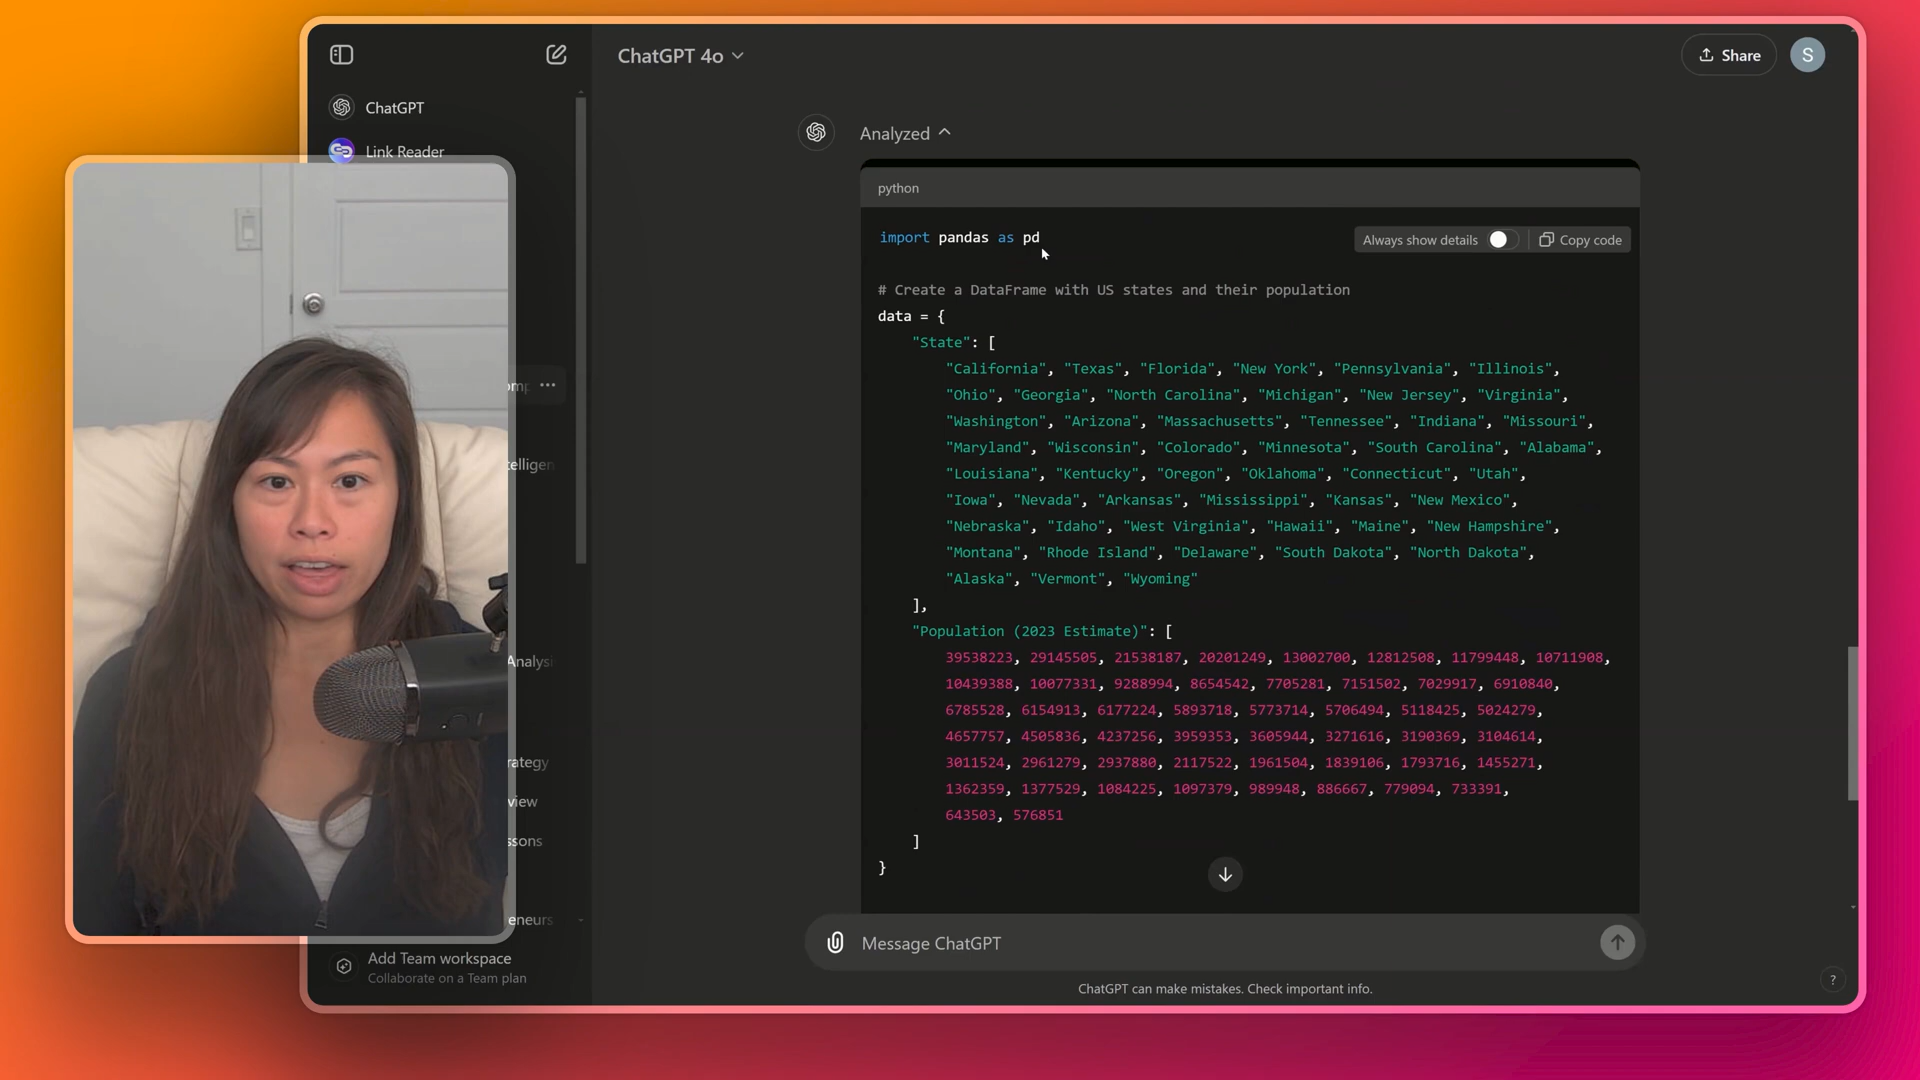 ChatGPT 4o
Share
S
ChatGPT
Link Reader
Analyzed
python
import pandas as pd
Always show details
Copy code
# Create a DataFrame with US states and their population
data = {
"State": [
"California", "Texas", "Florida", "New York", "Pennsylvania", "Illinois",
"Ohio", "Georgia", "North Carolina", "Michigan", "New Jersey", "Virginia",
"Washington", "Arizona", "Massachusetts", "Tennessee", "Indiana", "Missouri",
"Maryland", "Wisconsin", "Colorado", "Minnesota", "South Carolina", "Alabama",
"Louisiana", "Kentucky", "Oregon", "Oklahoma", "Connecticut", "Utah",
"Iowa", "Nevada", "Arkansas", "Mississippi", "Kansas", "New Mexico",
"Nebraska", "Idaho", "West Virginia", "Hawaii", "Maine", "New Hampshire",
"Montana", "Rhode Island", "Delaware", "South Dakota", "North Dakota",
"Alaska", "Vermont", "Wyoming"
],
"Population (2023 Estimate)": [
39538223, 29145505, 21538187, 20201249, 13002700, 12812508, 11799448, 10711908,
10439388, 10077331, 9288994, 8654542, 7705281, 7151502, 7029917, 6910840,
6785528, 6154913, 6177224, 5893718, 5773714, 5706494, 5118425, 5024279,
4657757, 4505836, 4237256, 3959353, 3605944, 3271616, 3190369, 3104614,
3011524, 2961279, 2937880, 2117522, 1961504, 1839106, 1793716, 1455271,
1362359, 1377529, 1084225, 1097379, 989948, 886667, 779094, 733391,
643503, 576851
]
}
Message ChatGPT
ChatGPT can make mistakes. Check important info.
?
telligen
Analysi
rategy
view
ssons
eneurs
Add Team workspace
Collaborate on a Team plan